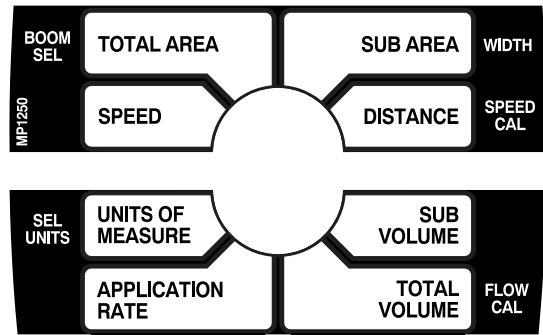 BOOM
SEL
TOTAL AREA
SUB AREA
WIDTH
MP1250
SPEED
DISTANCE
SPEED
CAL
SEL
UNITS
UNITS OF
MEASURE
SUB
VOLUME
APPLICATION
RATE
TOTAL
VOLUME
FLOW
CAL